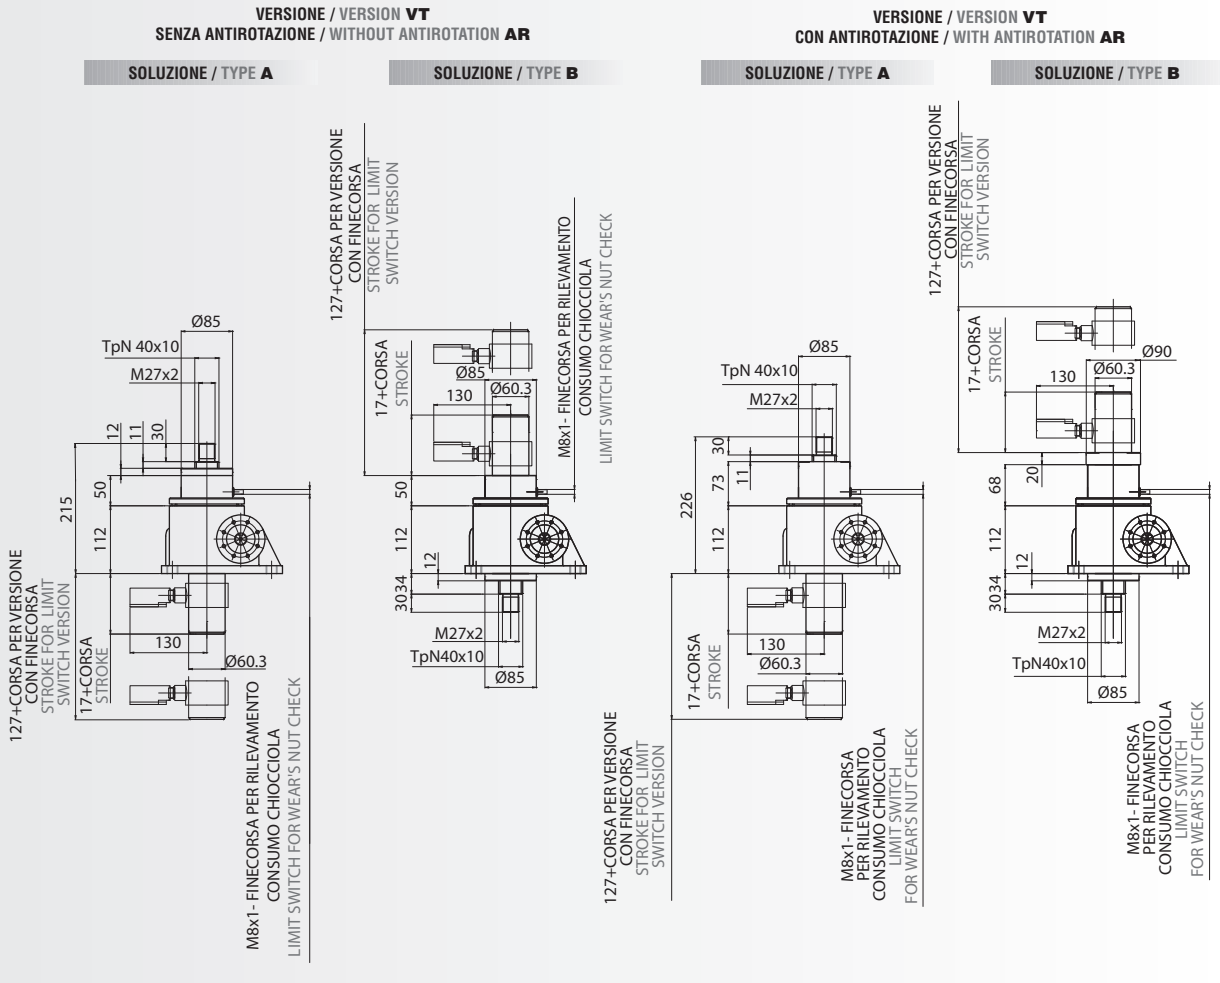 VERSIONE / VERSION VT
SENZA ANTIROTAZIONE / WITHOUT ANTIROTATION AR
SOLUZIONE / TYPE A
127+CORSA PER VERSIONE
CON FINECORSA
STROKE FOR LIMIT
SWITCH VERSION
17+CORSA
STROKE
215
112
50
12
11
30
Ø85
TpN 40x10
M27x2
130
Ø60.3
M8x1- FINECORSA PER RILEVAMENTO
CONSUMO CHIOCCIOLA
LIMIT SWITCH FOR WEAR'S NUT CHECK
SOLUZIONE / TYPE B
127+CORSA PER VERSIONE
CON FINECORSA
STROKE FOR LIMIT
SWITCH VERSION
17+CORSA
STROKE
Ø85
130
Ø60.3
50
112
12
34
30
M27x2
TpN40x10
Ø85
M8x1- FINECORSA PER RILEVAMENTO
CONSUMO CHIOCCIOLA
LIMIT SWITCH FOR WEAR'S NUT CHECK
VERSIONE / VERSION VT
CON ANTIROTAZIONE / WITH ANTIROTATION AR
SOLUZIONE / TYPE A
Ø85
TpN 40x10
M27x2
30
11
73
226
112
130
Ø60.3
17+CORSA
STROKE
127+CORSA PER VERSIONE
CON FINECORSA
STROKE FOR LIMIT
SWITCH VERSION
M8x1- FINECORSA
PER RILEVAMENTO
CONSUMO CHIOCCIOLA
LIMIT SWITCH
FOR WEAR'S NUT CHECK
SOLUZIONE / TYPE B
127+CORSA PER VERSIONE
CON FINECORSA
STROKE FOR LIMIT
SWITCH VERSION
17+CORSA
STROKE
Ø90
Ø60.3
130
20
68
112
12
34
30
M27x2
TpN40x10
Ø85
M8x1- FINECORSA
PER RILEVAMENTO
CONSUMO CHIOCCIOLA
LIMIT SWITCH
FOR WEAR'S NUT CHECK